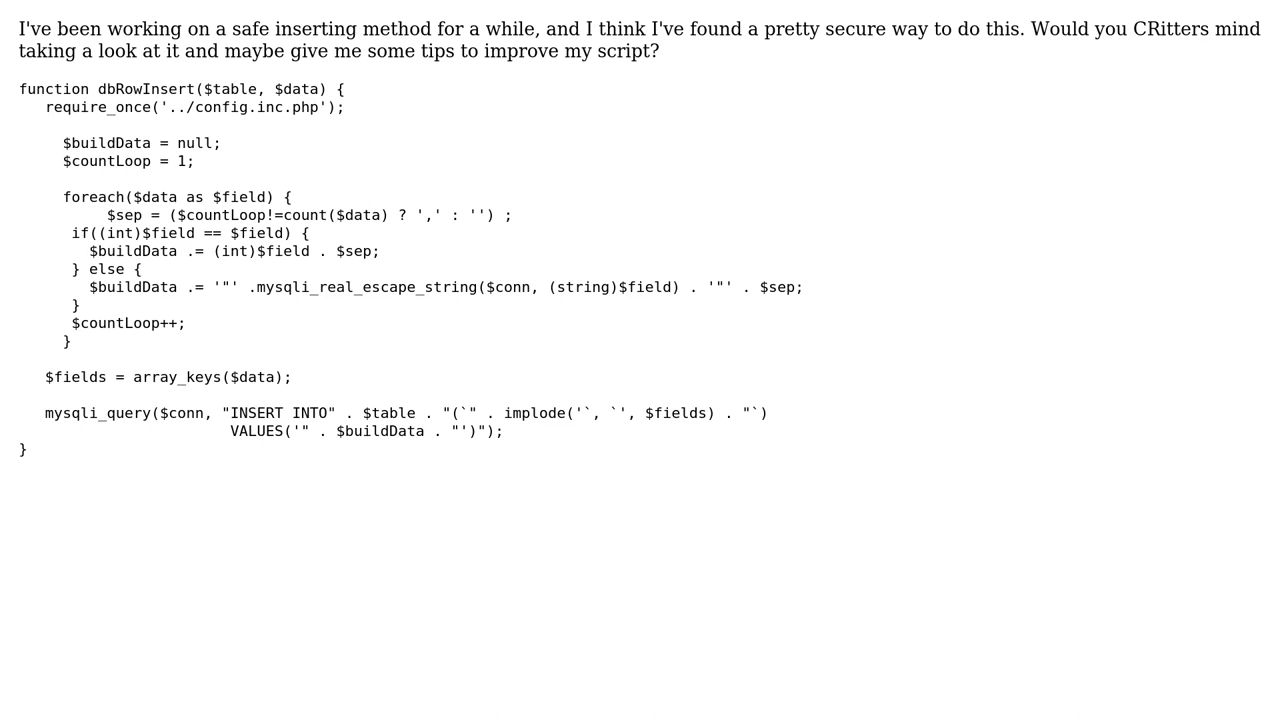 I've been working on a safe inserting method for a while, and I think I've found a pretty secure way to do this. Would you CRitters mind
taking a look at it and maybe give me some tips to improve my script?
function dbRowInsert($table, $data) {
   require_once('../config.inc.php');
     $buildData = null;
     $countLoop = 1;
     foreach($data as $field) {
          $sep = ($countLoop!=count($data) ? ',' : '') ;
      if((int)$field == $field) {
        $buildData .= (int)$field . $sep;
      } else {
        $buildData .= '"' .mysqli_real_escape_string($conn, (string)$field) . '"' . $sep;
      }
      $countLoop++;
     }
   $fields = array_keys($data);
   mysqli_query($conn, "INSERT INTO" . $table . "(`" . implode('`, `', $fields) . "`)
                        VALUES('" . $buildData . "')");
}